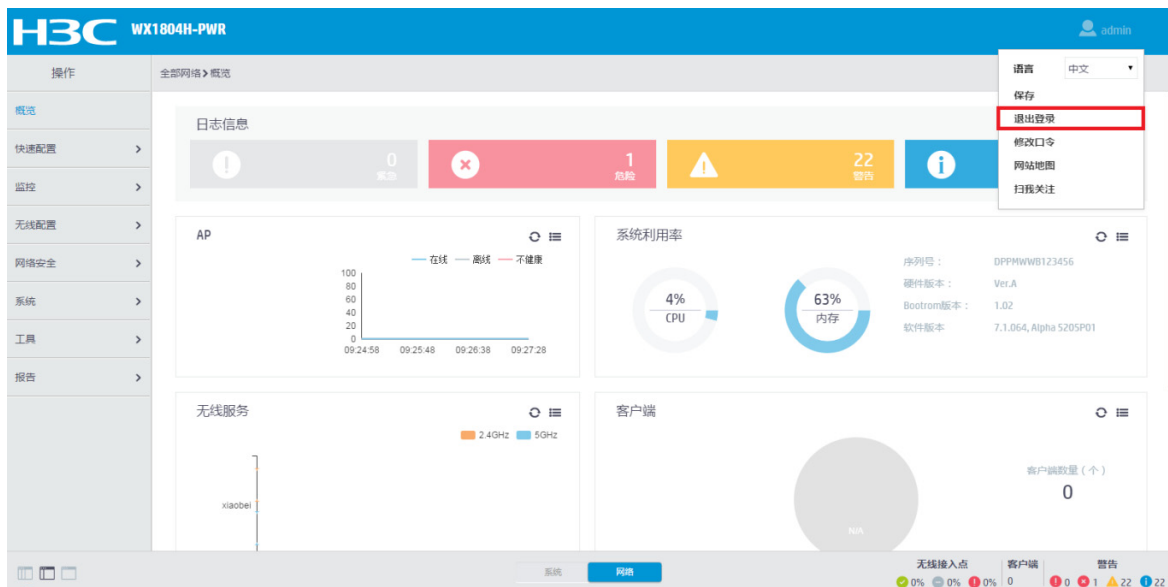 H3C WX1804H-PWR
admin
操作
全部网络>概览
语言 中文
保存
退出登录
修改口令
网站地图
扫我关注
概览
快速配置
监控
无线配置
网络安全
系统
工具
报告
日志信息
0
紧急
1
危险
22
警告
AP
在线 离线 不健康
100
80
60
40
20
0
09:24:58 09:25:48 09:26:38 09:27:28
系统利用率
4%
CPU
63%
内存
序列号： DPPMWWB123456
硬件版本： Ver.A
Bootrom版本： 1.02
软件版本 7.1.064, Alpha 5205P01
无线服务
2.4GHz 5GHz
xiaobei
客户端
N/A
客户端数量（个）
0
系统 网络
无线接入点 客户端 警告
0% 0% 0% 0 0 1 22 22